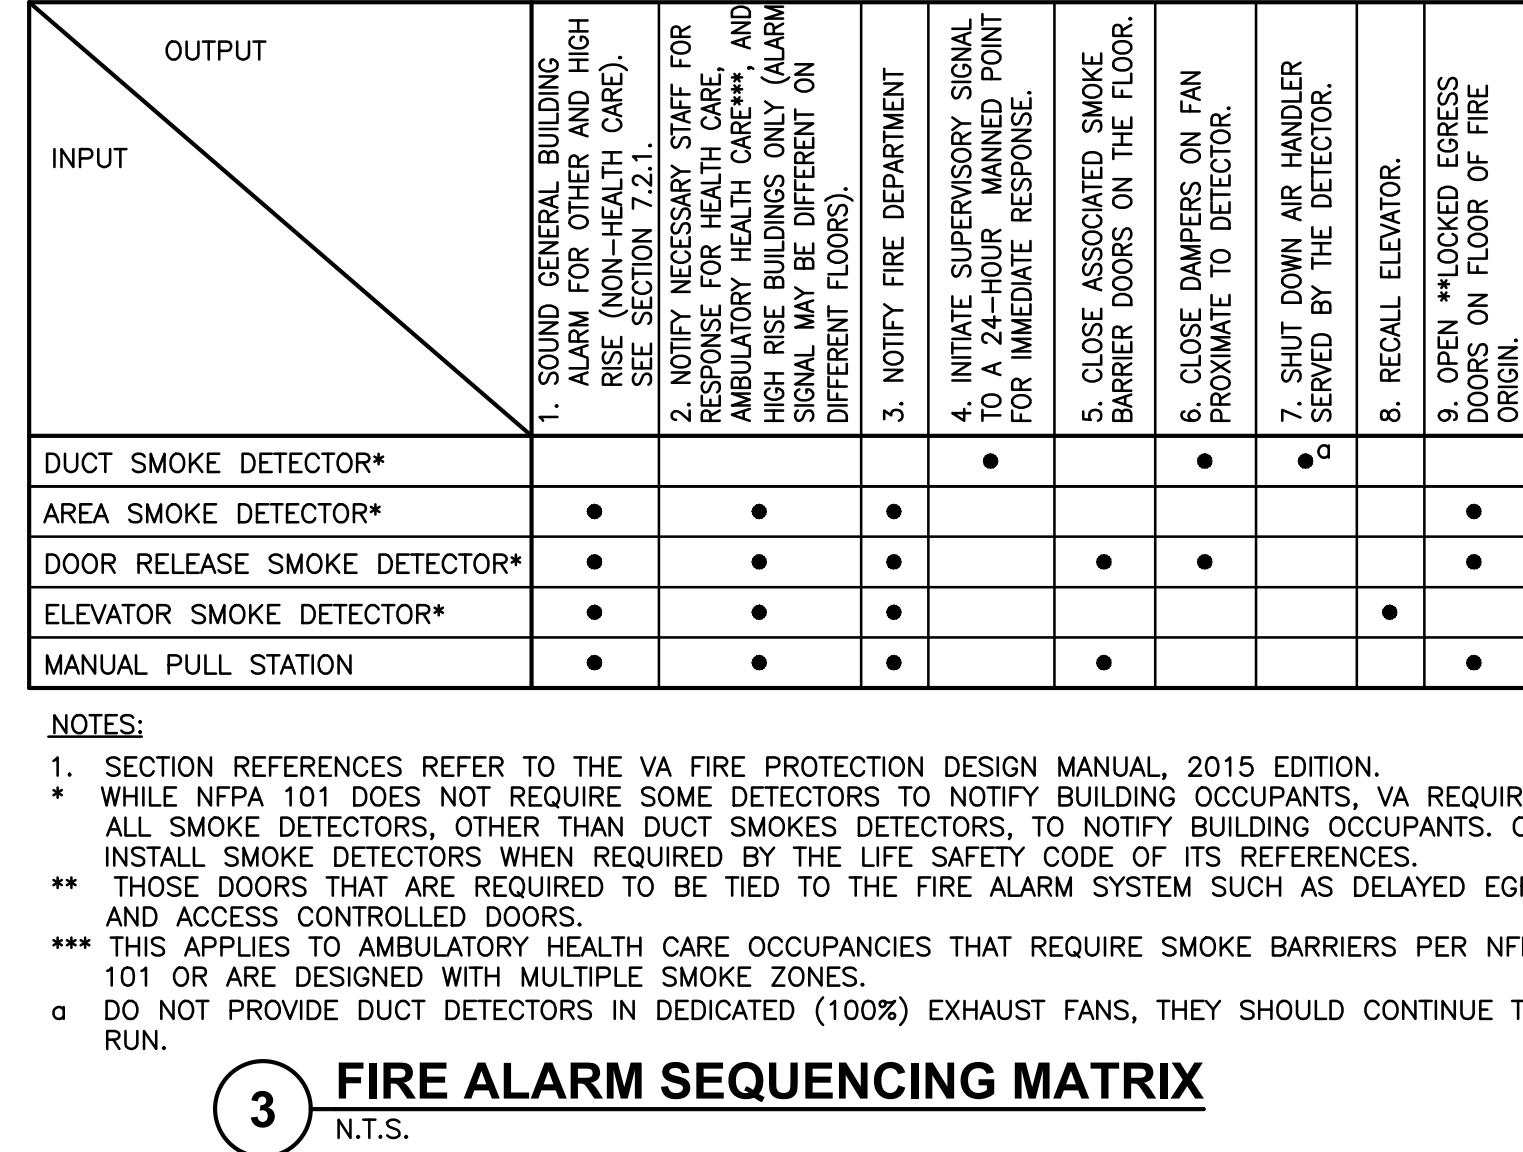 OUTPUT
INPUT
1. SOUND GENERAL BUILDING
ALARM FOR OTHER AND HIGH
RISE (NON-HEALTH CARE).
SEE SECTION 7.2.1.
2. NOTIFY NECESSARY STAFF FOR
RESPONSE FOR HEALTH CARE,
AMBULATORY HEALTH CARE***, AND
HIGH RISE BUILDINGS ONLY (ALARM
SIGNAL MAY BE DIFFERENT ON
DIFFERENT FLOORS).
3. NOTIFY FIRE DEPARTMENT
4. INITIATE SUPERVISORY SIGNAL
TO A 24-HOUR MANNED POINT
FOR IMMEDIATE RESPONSE.
5. CLOSE ASSOCIATED SMOKE
BARRIER DOORS ON THE FLOOR.
6. CLOSE DAMPERS ON FAN
PROXIMATE TO DETECTOR.
7. SHUT DOWN AIR HANDLER
SERVED BY THE DETECTOR.
8. RECALL ELEVATOR.
9. OPEN **LOCKED EGRESS
DOORS ON FLOOR OF FIRE
ORIGIN.
DUCT SMOKE DETECTOR* ● ● ●a
AREA SMOKE DETECTOR* ● ● ● ●
DOOR RELEASE SMOKE DETECTOR* ● ● ● ● ● ●
ELEVATOR SMOKE DETECTOR* ● ● ● ●
MANUAL PULL STATION ● ● ● ● ●
NOTES:
1. SECTION REFERENCES REFER TO THE VA FIRE PROTECTION DESIGN MANUAL, 2015 EDITION.
* WHILE NFPA 101 DOES NOT REQUIRE SOME DETECTORS TO NOTIFY BUILDING OCCUPANTS, VA
ALL SMOKE DETECTORS, OTHER THAN DUCT SMOKES DETECTORS, TO NOTIFY BUILDING OCCUPANTS.
INSTALL SMOKE DETECTORS WHEN REQUIRED BY THE LIFE SAFETY CODE OF ITS REFERENCES.
** THOSE DOORS THAT ARE REQUIRED TO BE TIED TO THE FIRE ALARM SYSTEM SUCH AS DELAYED
AND ACCESS CONTROLLED DOORS.
*** THIS APPLIES TO AMBULATORY HEALTH CARE OCCUPANCIES THAT REQUIRE SMOKE BARRIERS PER
101 OR ARE DESIGNED WITH MULTIPLE SMOKE ZONES.
a DO NOT PROVIDE DUCT DETECTORS IN DEDICATED (100%) EXHAUST FANS, THEY SHOULD CONTINUE
RUN.
3 FIRE ALARM SEQUENCING MATRIX
N.T.S.